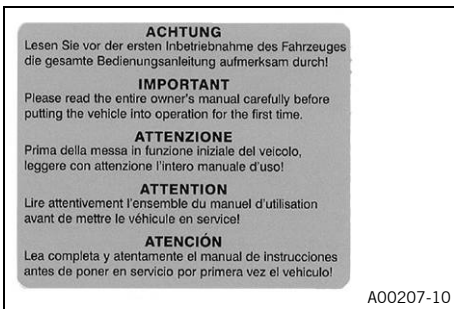 ACHTUNG
Lesen Sie vor der ersten Inbetriebnahme des Fahrzeuges
die gesamte Bedienungsanleitung aufmerksam durch!
IMPORTANT
Please read the entire owner's manual carefully before
putting the vehicle into operation for the first time.
ATTENZIONE
Prima della messa in funzione iniziale del veicolo,
leggere con attenzione l'intero manuale d'uso!
ATTENTION
Lire attentivement l'ensemble du manuel d'utilisation
avant de mettre le véhicule en service!
ATENCIÓN
Lea completa y atentamente el manual de instrucciones
antes de poner en servicio por primera vez el vehiculo!
A00207-10